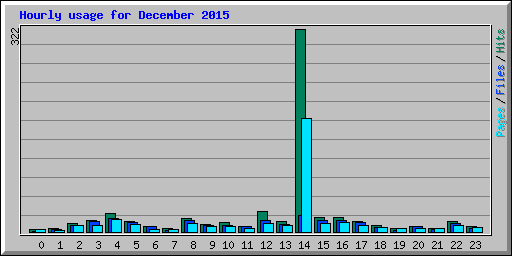 Hourly usage for December 2015
322
Pages/Files/Hits
0 1 2 3 4 5 6 7 8 9 10 11 12 13 14 15 16 17 18 19 20 21 22 23